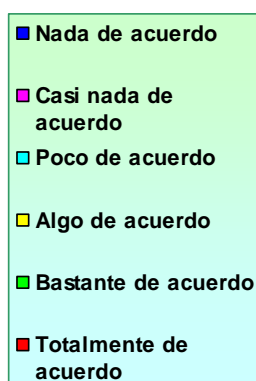 Nada de acuerdo
Casi nada de
acuerdo
Poco de acuerdo
Algo de acuerdo
Bastante de acuerdo
Totalmente de
acuerdo